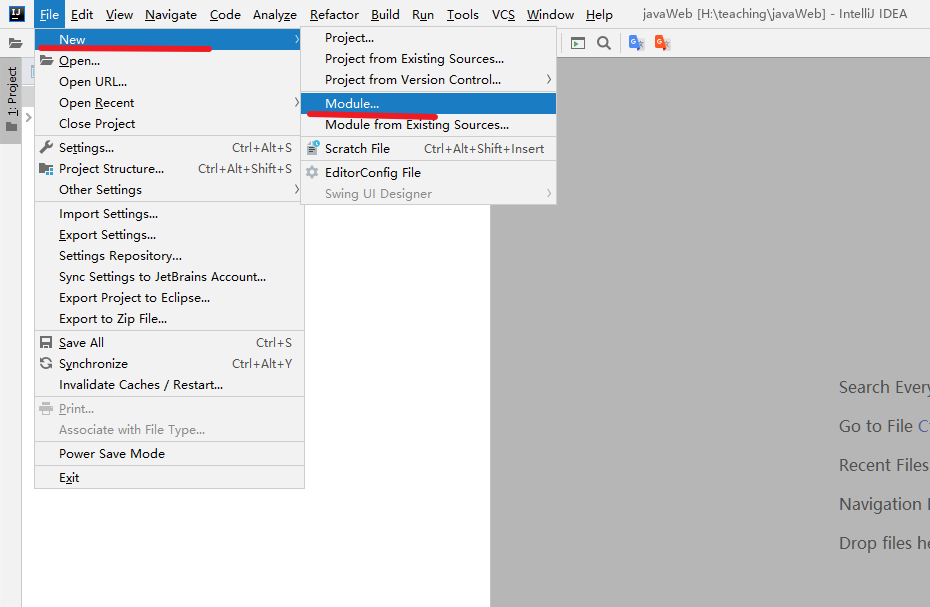 IJ
File Edit View Navigate Code Analyze Refactor Build Run Tools VCS Window Help javaWeb [H:\teaching\javaWeb] - IntelliJ IDEA
1: Project
New
Open...
Open URL...
Open Recent
Close Project
Settings... Ctrl+Alt+S
Project Structure... Ctrl+Alt+Shift+S
Other Settings
Import Settings...
Export Settings...
Settings Repository...
Sync Settings to JetBrains Account...
Export Project to Eclipse...
Export to Zip File...
Save All Ctrl+S
Synchronize Ctrl+Alt+Y
Invalidate Caches / Restart...
Print...
Associate with File Type...
Power Save Mode
Exit
Project...
Project from Existing Sources...
Project from Version Control...
Module...
Module from Existing Sources...
Scratch File Ctrl+Alt+Shift+Insert
EditorConfig File
Swing UI Designer
Search Every
Go to File C
Recent Files
Navigation
Drop files he